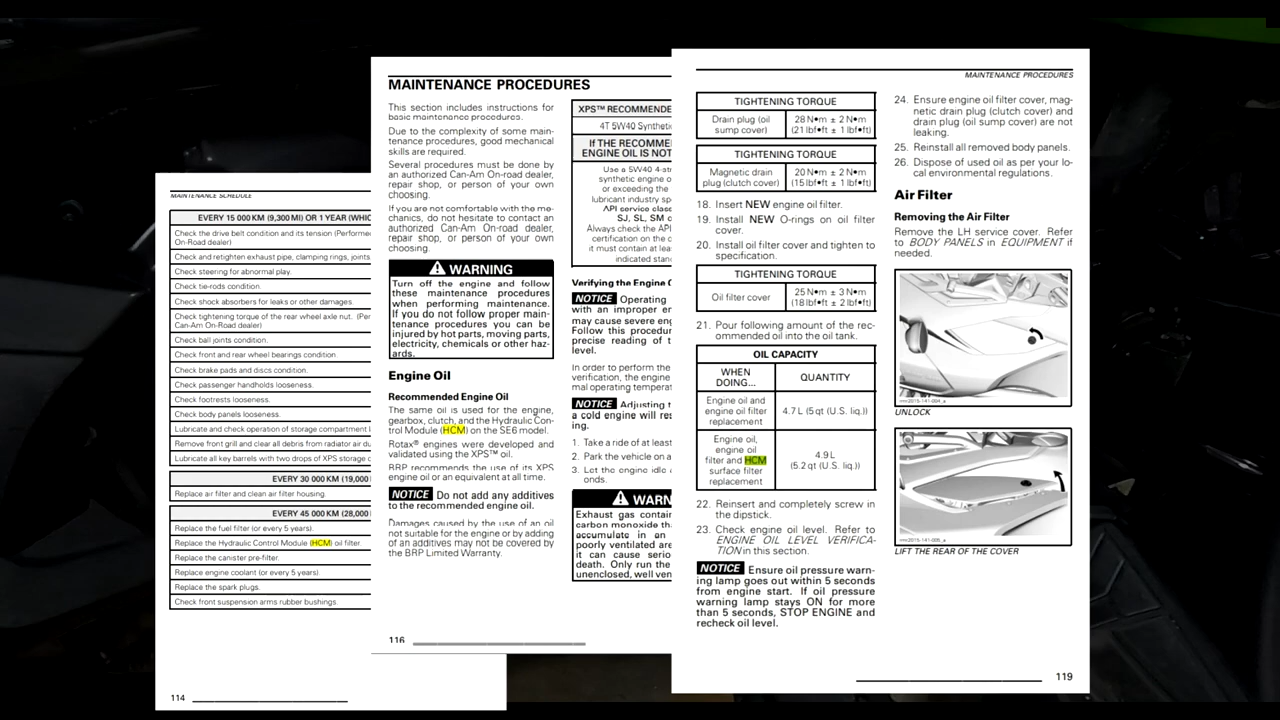 MAINTENANCE SCHEDULE
EVERY 15 000 KM (9,300 MI) OR 1 YEAR
Check the drive belt condition and its tension
On-Road dealer)
Check and retighten exhaust pipe, clamping rings, joints
Check steering for abnormal play.
Check tie-rods condition.
Check shock absorbers for leaks or other damages.
Check tightening torque of the rear wheel axle nut.
Can-Am On-Road dealer)
Check ball joints condition.
Check front and rear wheel bearings condition.
Check brake pads and discs condition.
Check passenger handholds looseness.
Check footrests looseness.
Check body panels looseness.
Lubricate and check operation of storage compartment
Remove front grill and clear all debris from radiator air
Lubricate all key barrels with two drops of XPS storage
EVERY 30 000 KM (19,000
Replace air filter and clean air filter housing.
EVERY 45 000 KM (28,000
Replace the fuel filter (or every 5 years).
Replace the Hydraulic Control Module (HCM) oil filter.
Replace the canister pre-filter.
Replace engine coolant (or every 5 years)
Replace the spark plugs.
Check front suspension arms rubber bushings.
114
MAINTENANCE PROCEDURES
This section includes instructions for
basic maintenance procedures.
Due to the complexity of some main-
tenance procedures, good mechanical
skills are required.
Several procedures must be done by
an authorized Can-Am On-road dealer,
repair shop, or person of your own
choosing.
If you are not comfortable with the me-
chanics, do not hesitate to contact an
authorized Can-Am On-road dealer,
repair shop, or person of your own
choosing.
WARNING
Turn off the engine and follow
these maintenance procedures
when performing maintenance.
If you do not follow proper main-
tenance procedures you can be
injured by hot parts, moving parts,
electricity, chemicals or other haz-
ards.
Engine Oil
Recommended Engine Oil
The same oil is used for the engine,
gearbox, clutch, and the Hydraulic Con-
trol Module (HCM) on the SE6 model.
Rotax® engines were developed and
validated using the XPS™ oil.
BRP recommends the use of its XPS
engine oil or an equivalent at all time.
NOTICE Do not add any additives
to the recommended engine oil.
Damages caused by the use of an oil
not suitable for the engine or by adding
of an additives may not be covered by
the BRP Limited Warranty.
116
XPS™ RECOMMENDE
4T 5W40 Synthetic
If THE RECOMME
ENGINE OIL IS NOT
Use a 5W40 4-st
synthetic engine o
or exceeding the
lubricant industry sp
API service class
SJ, SL, SM
Always check the API
certification on the
it must contain at lea
indicated stan
Verifying the Engine
NOTICE Operating
with an improper
may cause severe eng
Follow this procedur
precise reading of t
level.
In order to perform the
verification, the engine
mal operating temperat
NOTICE Adjusting
a cold engine will res
ing.
1. Take a ride of at least
2. Park the vehicle on a
3. Let the engine idle
onds.
WARN
Exhaust gas contain
carbon monoxide
accumulate in an
poorly ventilated are
it can cause serio
death. Only run the
unenclosed, well ven
MAINTENANCE PROCEDURES
TIGHTENING TORQUE
Drain plug (oil sump cover) 28 N•m ± 2 N•m (21 lbf•ft ± 1 lbf•ft)
TIGHTENING TORQUE
Magnetic drain plug (clutch cover) 20 N•m ± 2 N•m (15 lbf•ft ± 1 lbf•ft)
18. Insert NEW engine oil filter.
19. Install NEW O-rings on oil filter
cover.
20. Install oil filter cover and tighten to
specification.
TIGHTENING TORQUE
Oil filter cover 25 N•m ± 3 N•m (18 lbf•ft ± 2 lbf•ft)
21. Pour following amount of the rec-
ommended oil into the oil tank.
OIL CAPACITY
WHEN DOING... QUANTITY
Engine oil and engine oil filter replacement 4.7 L (5 qt (U.S. liq.))
Engine oil, engine oil filter and HCM surface filter replacement 4.9 L (5.2 qt (U.S. liq.))
22. Reinsert and completely screw in
the dipstick.
23. Check engine oil level. Refer to
ENGINE OIL LEVEL VERIFICA-
TION in this section.
NOTICE Ensure oil pressure warn-
ing lamp goes out within 5 seconds
from engine start. If oil pressure
warning lamp stays ON for more
than 5 seconds, STOP ENGINE and
recheck oil level.
24. Ensure engine oil filter cover, mag-
netic drain plug (clutch cover) and
drain plug (oil sump cover) are not
leaking.
25. Reinstall all removed body panels.
26. Dispose of used oil as per your lo-
cal environmental regulations.
Air Filter
Removing the Air Filter
Remove the LH service cover. Refer
to BODY PANELS in EQUIPMENT if
needed.
UNLOCK
LIFT THE REAR OF THE COVER
119